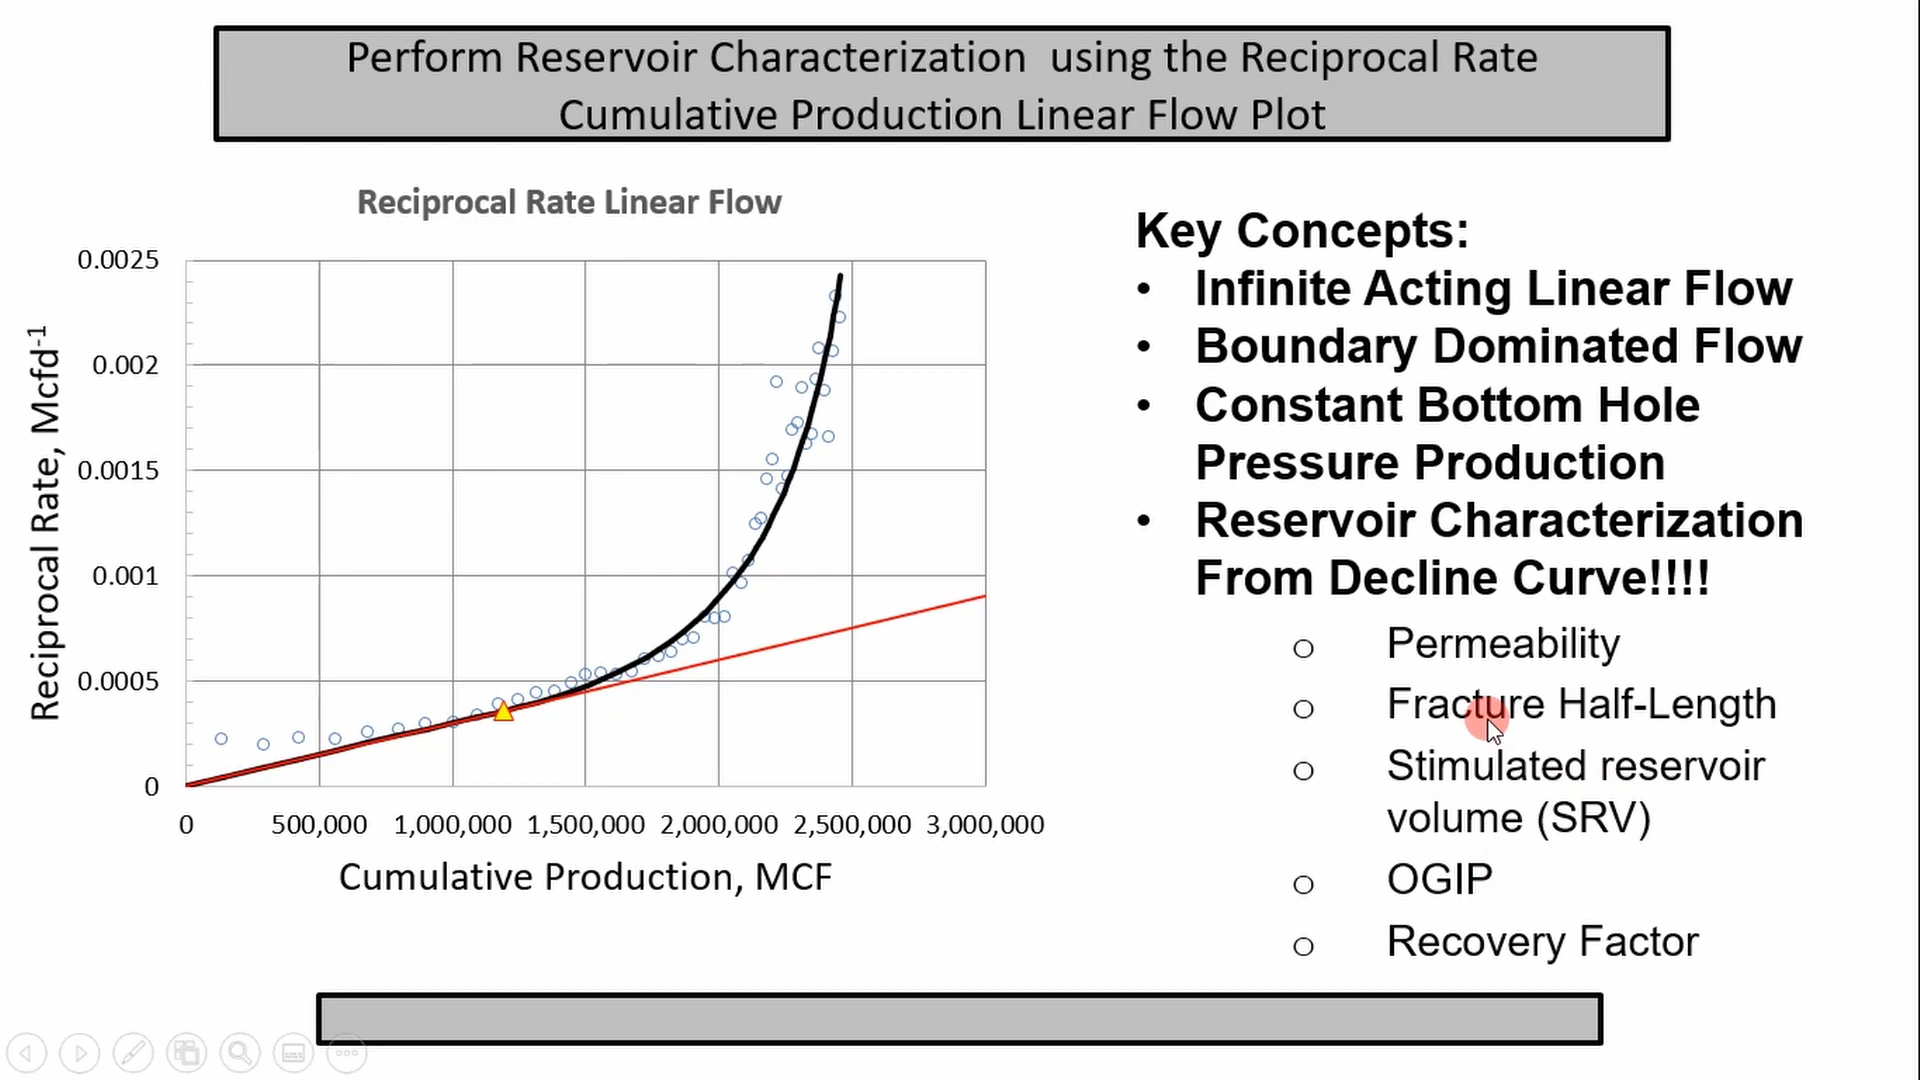 Perform Reservoir Characterization  using the Reciprocal Rate
Cumulative Production Linear Flow Plot
Reciprocal Rate Linear Flow
Reciprocal Rate, Mcfd-1
0.0025
0.002
0.0015
0.001
0.0005
0
0 500,000 1,000,000 1,500,000 2,000,000 2,500,000 3,000,000
Cumulative Production, MCF
Key Concepts:
• Infinite Acting Linear Flow
• Boundary Dominated Flow
• Constant Bottom Hole
Pressure Production
• Reservoir Characterization
From Decline Curve!!!!
o Permeability
o Fracture Half-Length
o Stimulated reservoir
volume (SRV)
o OGIP
o Recovery Factor